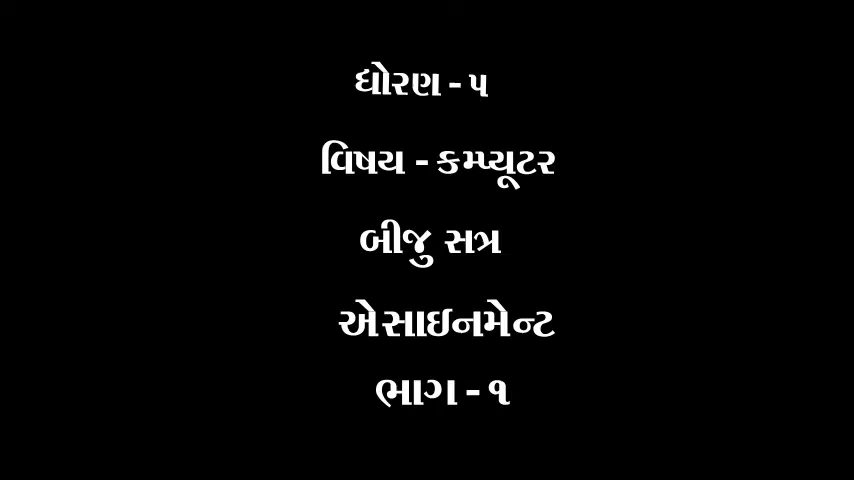 ધોરણ - ૫
વિષય - કમ્પ્યૂટર
બીજુ સત્ર
એસાઇનમેન્ટ
ભાગ - ૧